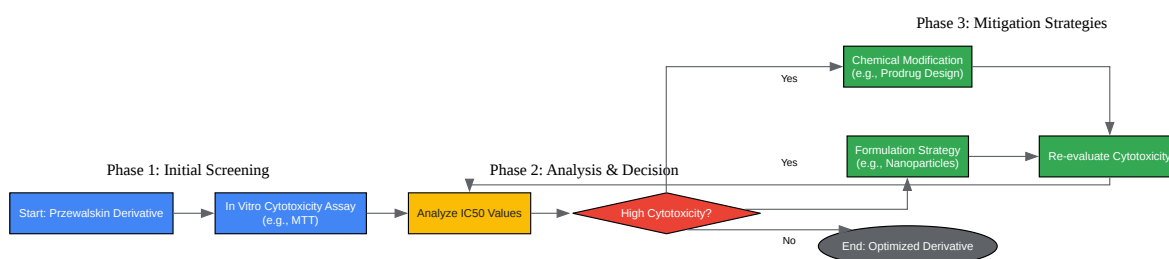 Phase 3: Mitigation Strategies
Chemical Modification
(e.g., Prodrug Design)
Yes
Phase 1: Initial Screening
Phase 2: Analysis & Decision
Yes
Formulation Strategy
(e.g., Nanoparticles)
Re-evaluate Cytotoxicity
Start: Przewalskin Derivative
In Vitro Cytotoxicity Assay
(e.g., MTT)
Analyze IC50 Values
High Cytotoxicity?
No
End: Optimized Derivative